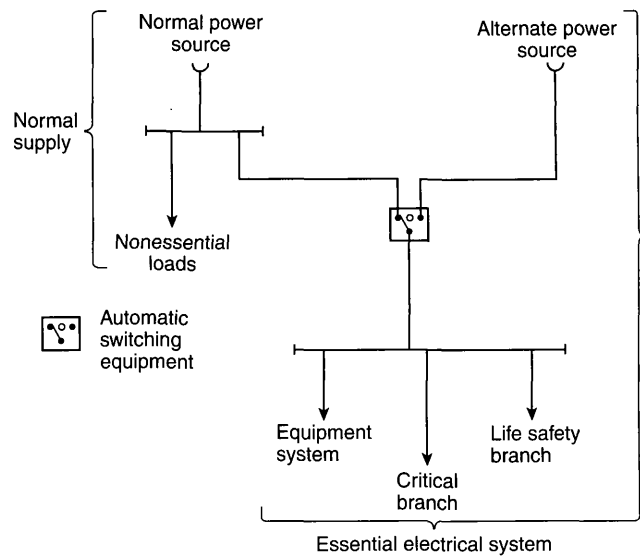 Normal power
source
Alternate power
source
Normal
supply
Nonessential
loads
Automatic
switching
equipment
Equipment
system
Life safety
branch
Critical
branch
Essential electrical system